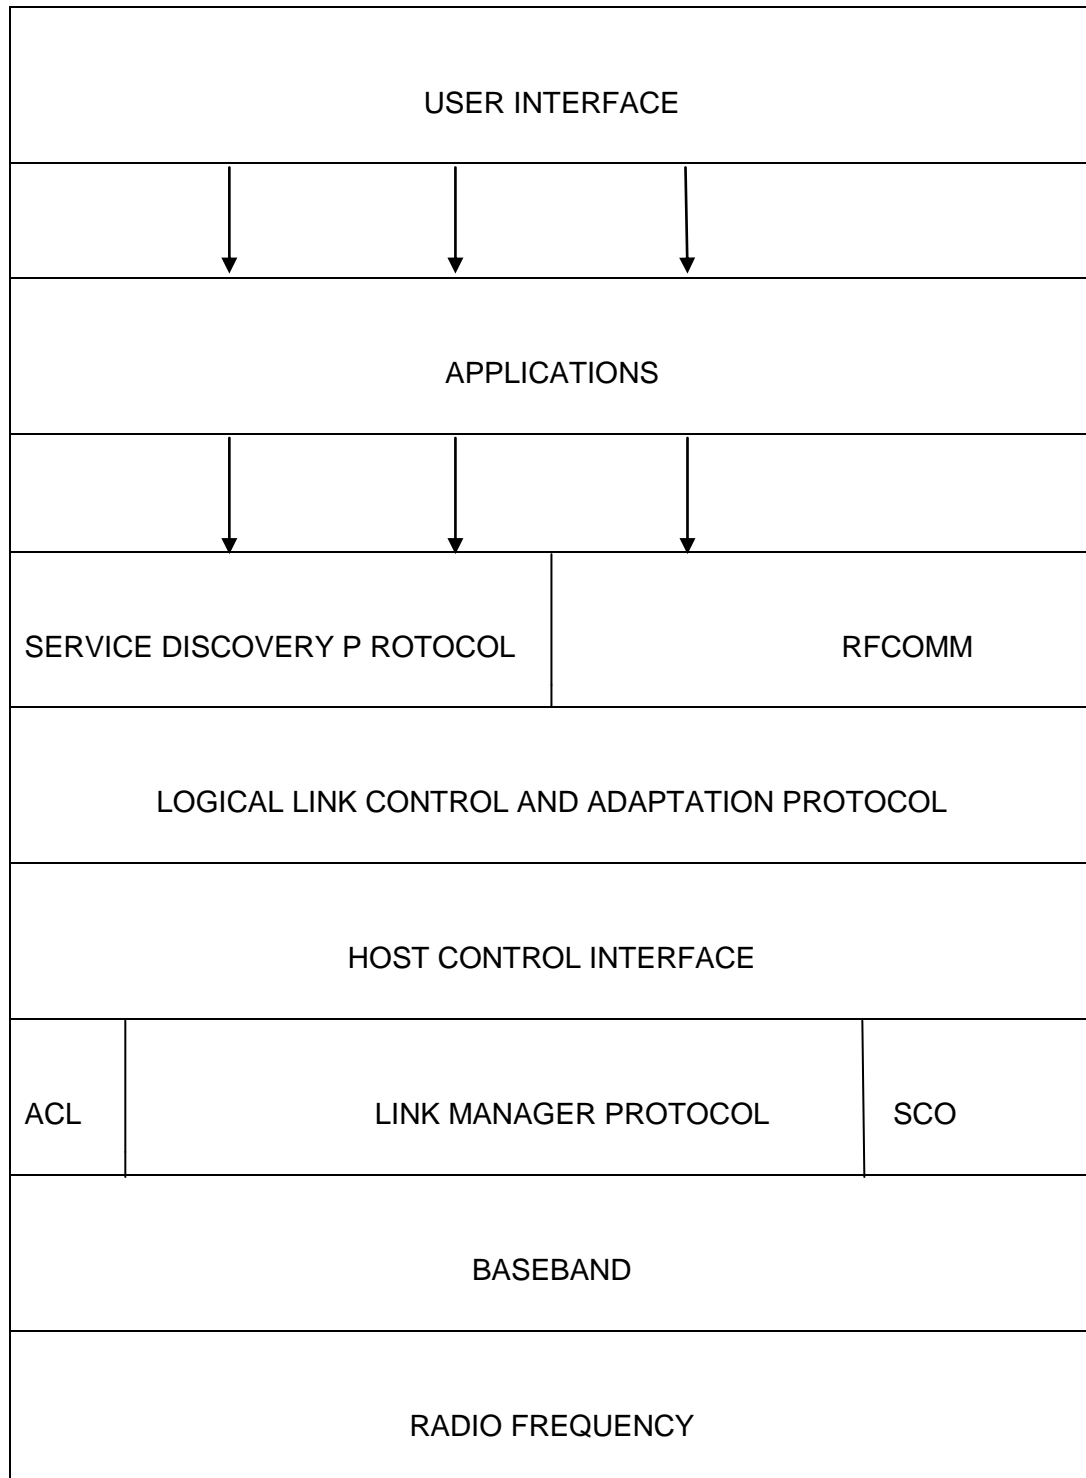 USER INTERFACE
APPLICATIONS
SERVICE DISCOVERY P ROTOCOL
RFCOMM
LOGICAL LINK CONTROL AND ADAPTATION PROTOCOL
HOST CONTROL INTERFACE
ACL
LINK MANAGER PROTOCOL
SCO
BASEBAND
RADIO FREQUENCY